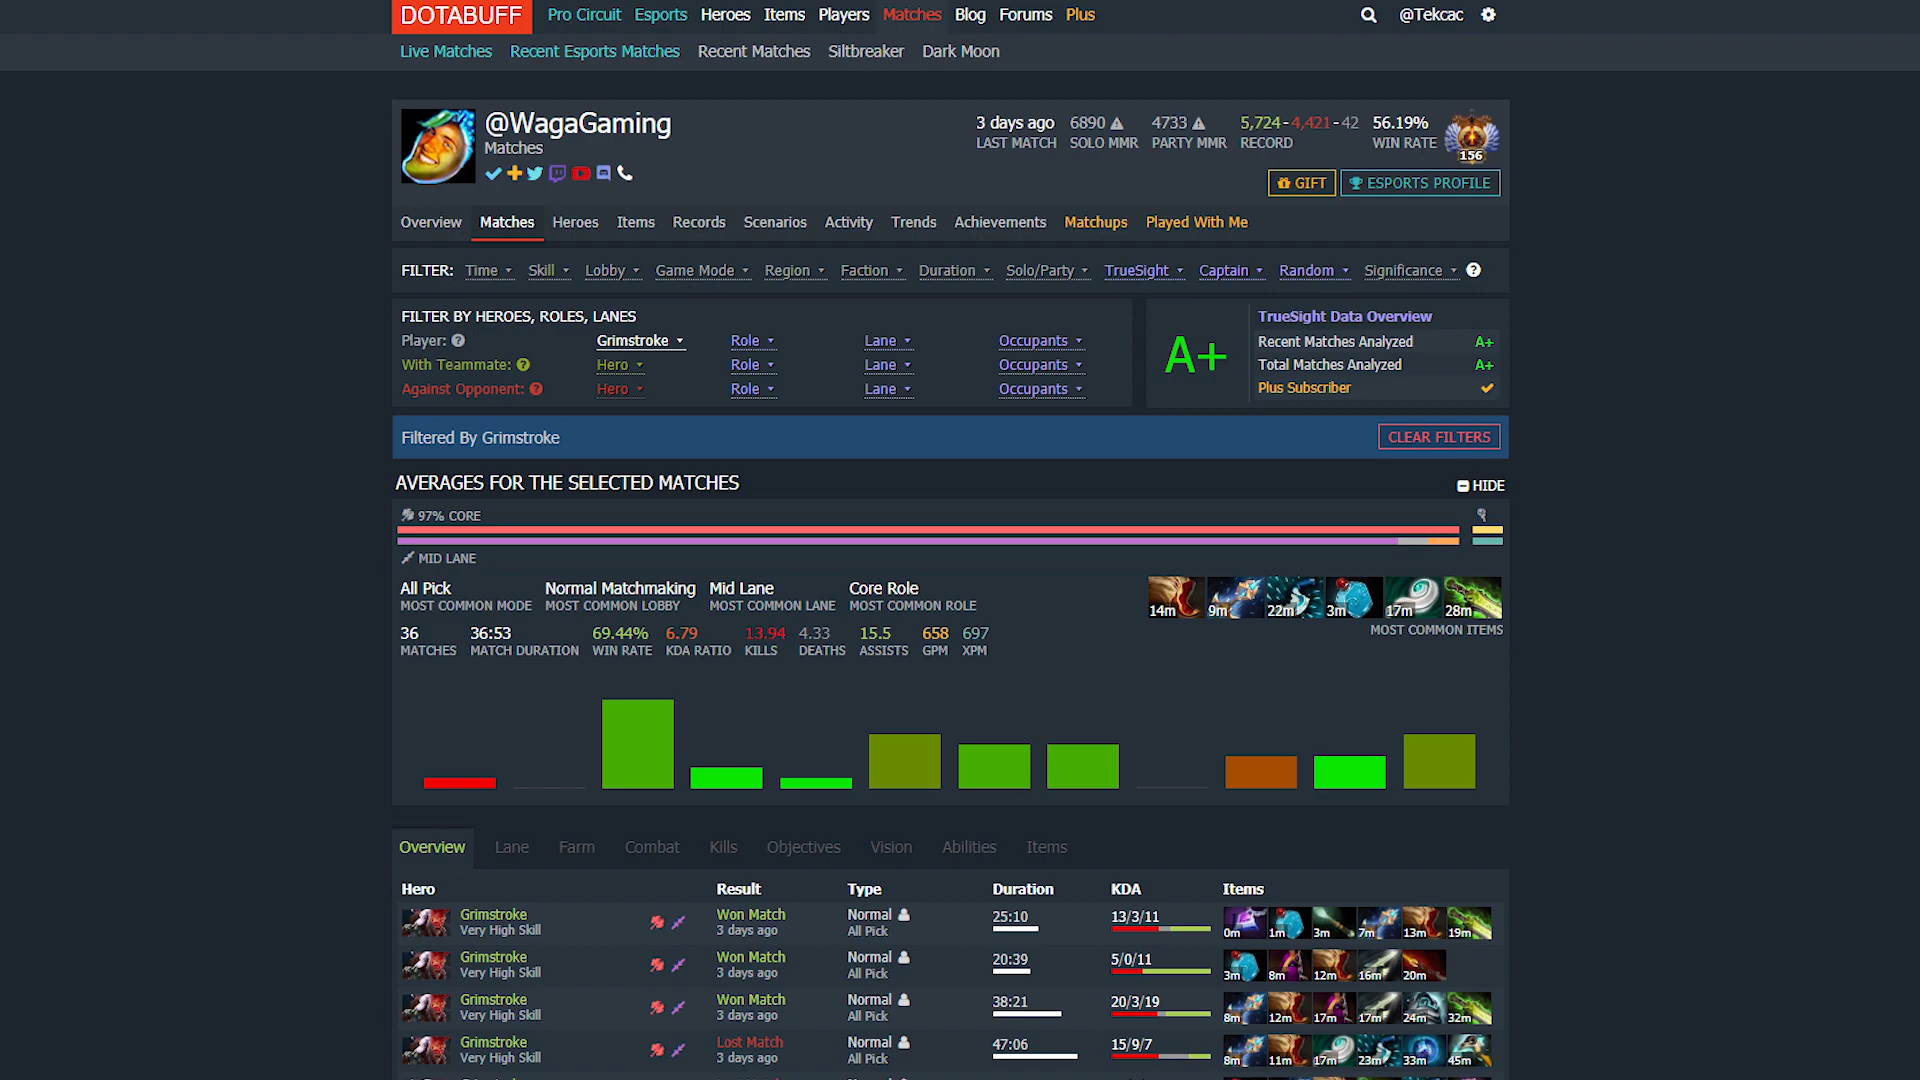 DOTABUFF Pro Circuit Esports Heroes Items Players Matches Blog Forums Plus @Tekcac
Live Matches Recent Esports Matches Recent Matches Siltbreaker Dark Moon
@WagaGaming
Matches
3 days ago 6890 4733 5,724-4,421-42 56.19%
LAST MATCH SOLO MMR PARTY MMR RECORD WIN RATE
156
GIFT ESPORTS PROFILE
Overview Matches Heroes Items Records Scenarios Activity Trends Achievements Matchups Played With Me
FILTER: Time Skill Lobby Game Mode Region Faction Duration Solo/Party TrueSight Captain Random Significance ?
FILTER BY HEROES, ROLES, LANES
Player: ? Grimstroke Role Lane Occupants
With Teammate: ? Hero Role Lane Occupants
Against Opponent: ? Hero Role Lane Occupants
A+
TrueSight Data Overview
Recent Matches Analyzed A+
Total Matches Analyzed A+
Plus Subscriber
Filtered By Grimstroke CLEAR FILTERS
AVERAGES FOR THE SELECTED MATCHES HIDE
97% CORE
MID LANE
All Pick Normal Matchmaking Mid Lane Core Role
MOST COMMON MODE MOST COMMON LOBBY MOST COMMON LANE MOST COMMON ROLE
14m 9m 22m 3m 17m 28m
MOST COMMON ITEMS
36 36:53 69.44% 6.79 13.94 4.33 15.5 658 697
MATCHES MATCH DURATION WIN RATE KDA RATIO KILLS DEATHS ASSISTS GPM XPM
Overview Lane Farm Combat Kills Objectives Vision Abilities Items
Hero Result Type Duration KDA Items
Grimstroke Won Match Normal 25:10 13/3/11
Very High Skill 3 days ago All Pick 0m 1m 3m 7m 13m 19m
Grimstroke Won Match Normal 20:39 5/0/11
Very High Skill 3 days ago All Pick 3m 8m 12m 16m 20m
Grimstroke Won Match Normal 38:21 20/3/19
Very High Skill 3 days ago All Pick 8m 12m 17m 17m 24m 32m
Grimstroke Lost Match Normal 47:06 15/9/7
Very High Skill 3 days ago All Pick 8m 11m 17m 23m 33m 45m